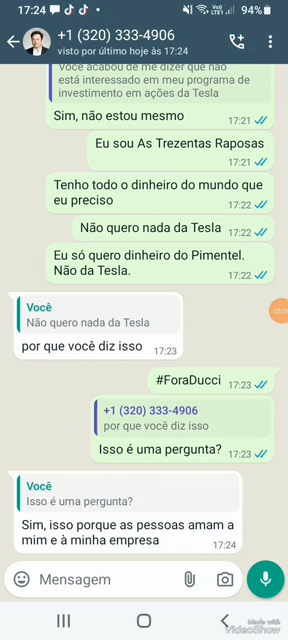 17:24
94%
+1 (320) 333-4906
visto por último hoje às 17:24
Você acabou de me dizer que não
está interessado em meu programa de
investimento em ações da Tesla
Sim, não estou mesmo
17:21
Eu sou As Trezentas Raposas
17:21
Tenho todo o dinheiro do mundo que
eu preciso
17:22
Não quero nada da Tesla
17:22
Eu só quero dinheiro do Pimentel.
Não da Tesla.
17:22
Você
Não quero nada da Tesla
por que você diz isso
17:23
#ForaDucci
17:23
+1 (320) 333-4906
por que você diz isso
Isso é uma pergunta?
17:23
Você
Isso é uma pergunta?
Sim, isso porque as pessoas amam a
mim e à minha empresa
17:24
Mensagem
Made with
VideoShow